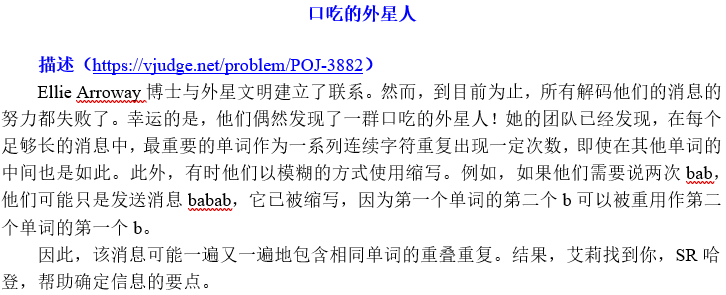 口吃的外星人
描述（https://vjudge.net/problem/POJ-3882）
Ellie Arroway 博士与外星文明建立了联系。然而，到目前为止，所有解码他们的消息的
努力都失败了。幸运的是，他们偶然发现了一群口吃的外星人！她的团队已经发现，在每个
足够长的消息中，最重要的单词作为一系列连续字符重复出现一定次数，即使在其他单词的
中间也是如此。此外，有时他们以模糊的方式使用缩写。例如，如果他们需要说两次 bab，
他们可能只是发送消息 babab，它已被缩写，因为第一个单词的第二个 b 可以被重用作第二
个单词的第一个 b。
因此，该消息可能一遍又一遍地包含相同单词的重叠重复。结果，艾莉找到你，SR 哈
登，帮助确定信息的要点。